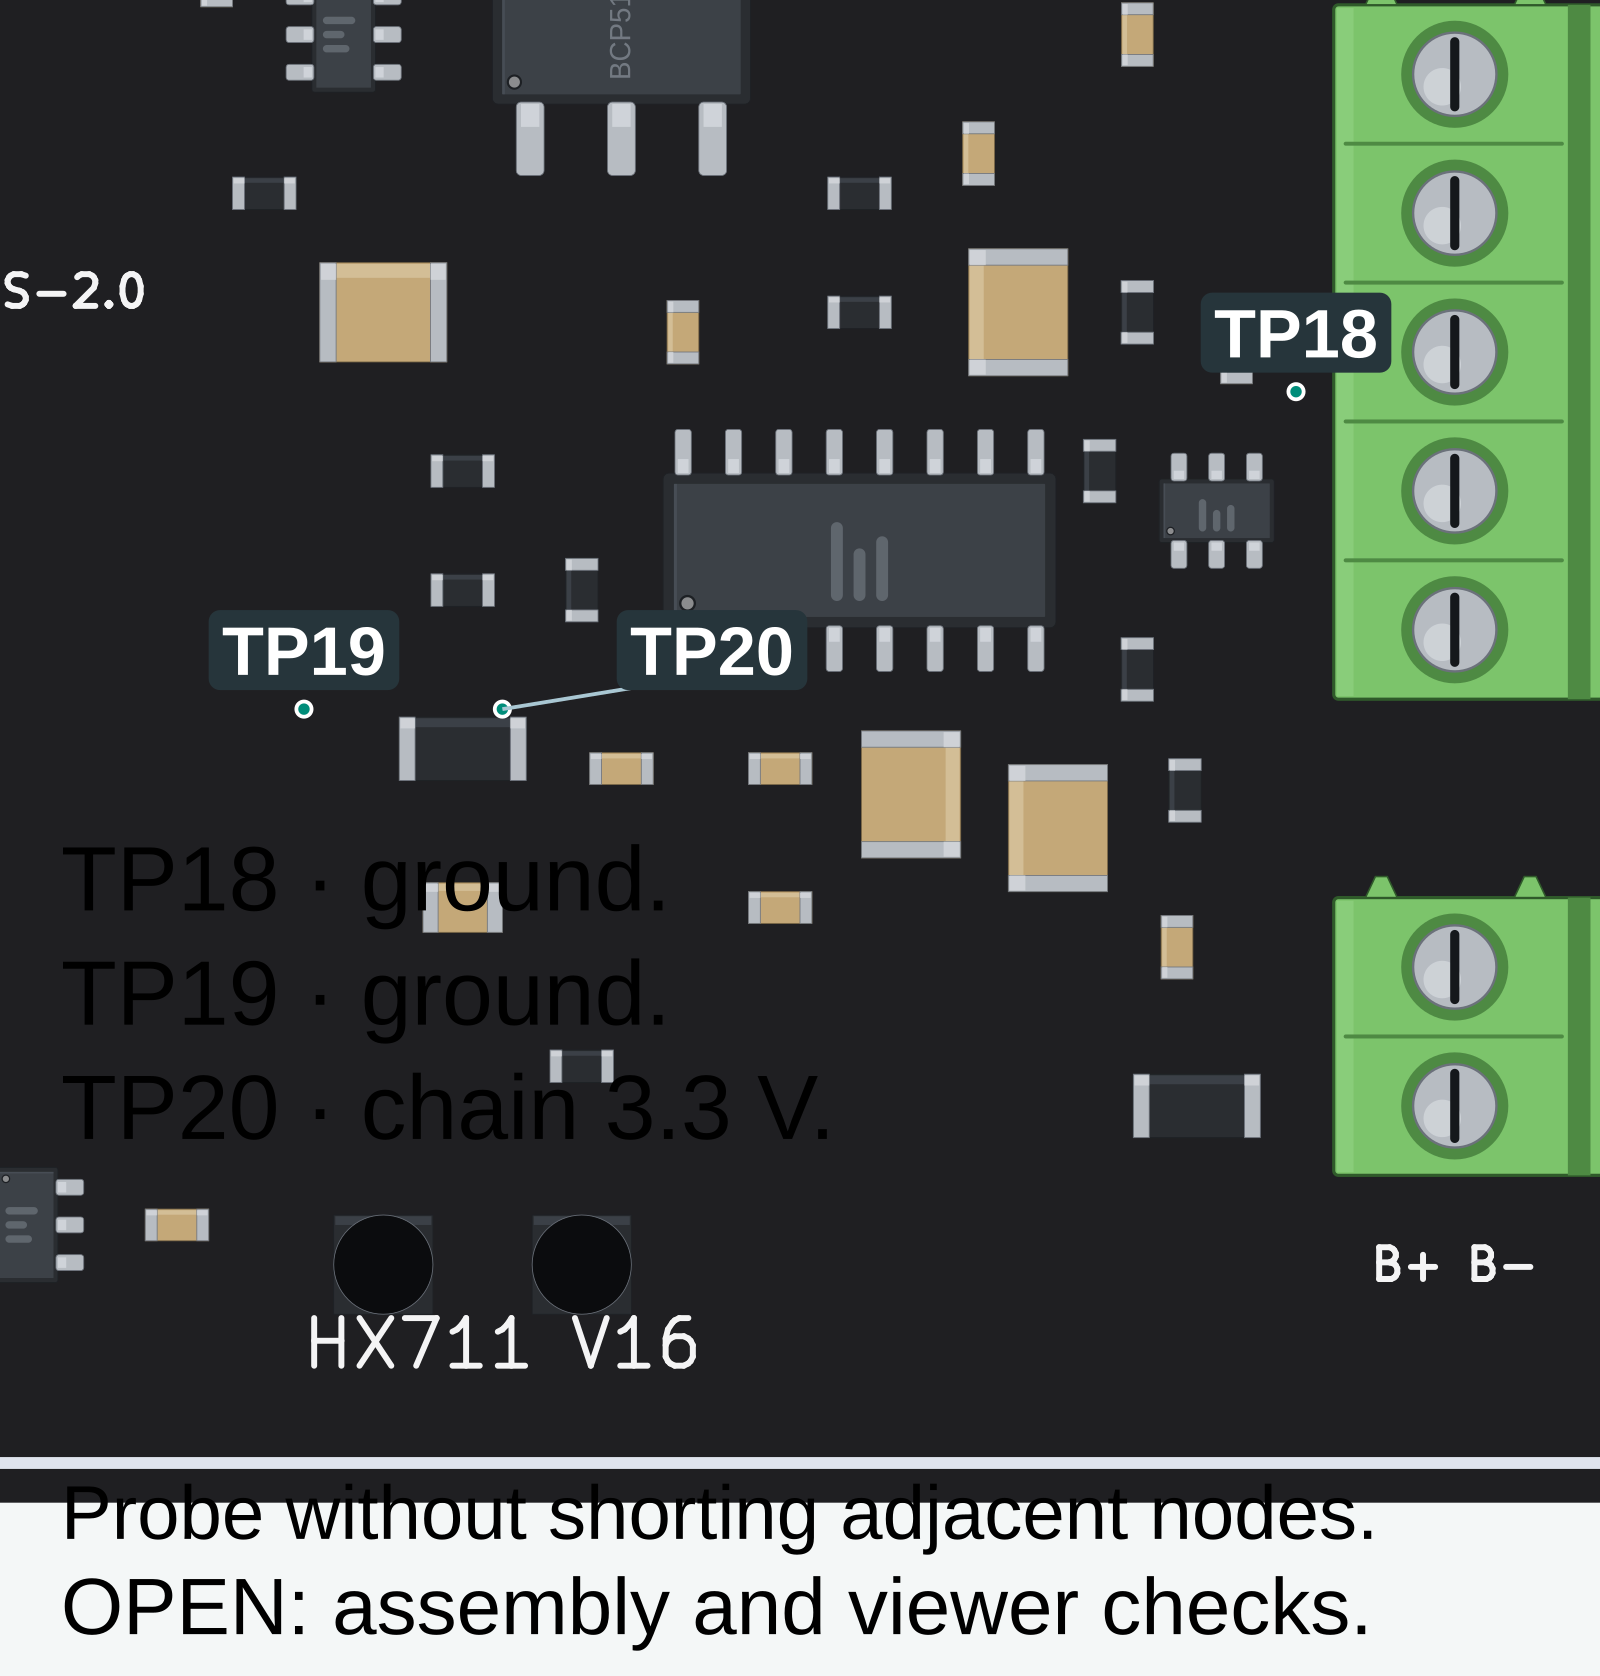 BCP51
S-2.0
TP18
TP19
TP20
TP18 · ground.
TP19 · ground.
TP20 · chain 3.3 V.
B+ B-
HX711 V16
Probe without shorting adjacent nodes.
OPEN: assembly and viewer checks.